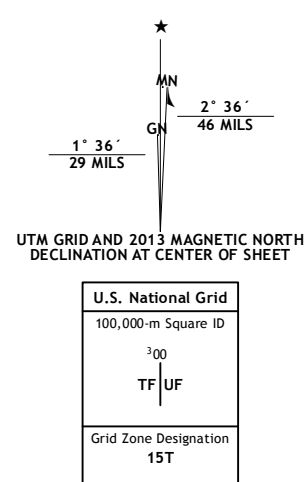 ★
MN
2° 36´
46 MILS
GN
1° 36´
29 MILS
UTM GRID AND 2013 MAGNETIC NORTH
DECLINATION AT CENTER OF SHEET
U.S. National Grid
100,000-m Square ID
³00
TF UF
Grid Zone Designation
15T